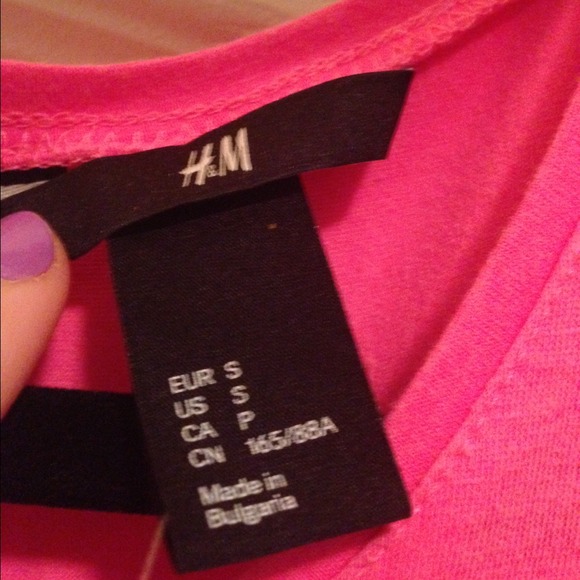 H&M
EUR S
US S
CA P
CN 165/88A
Made in
Bulgaria